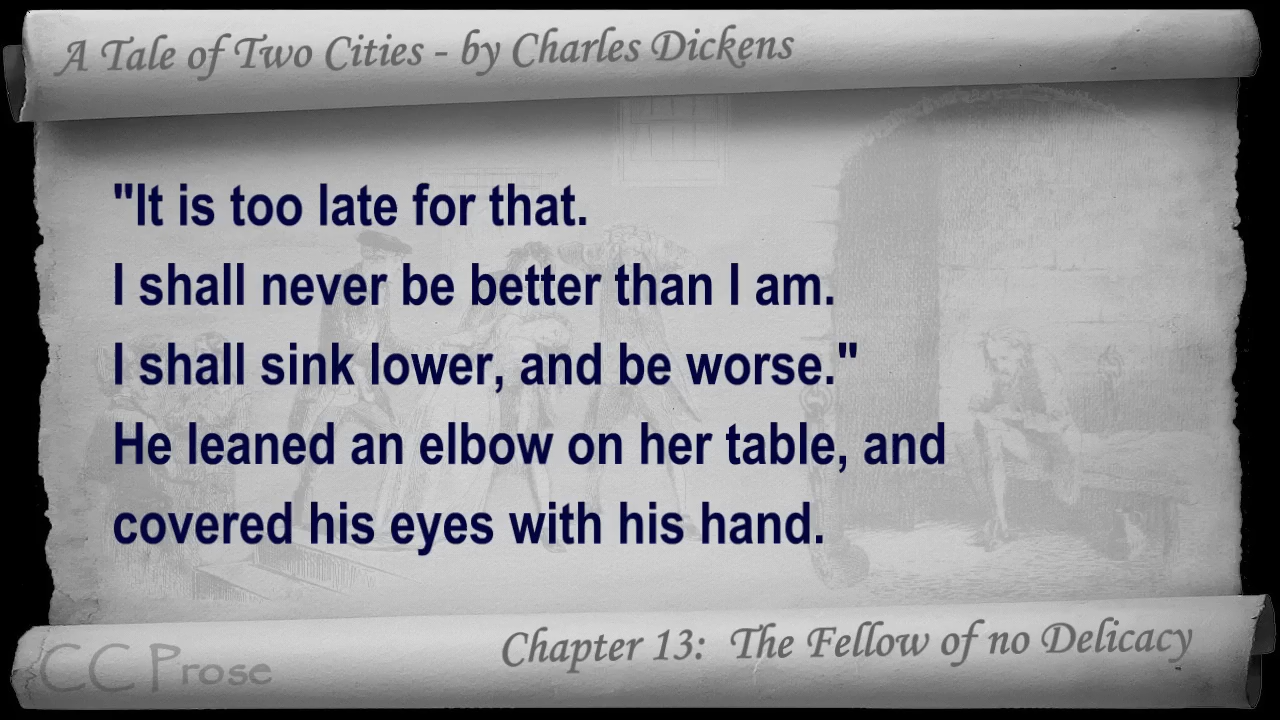 A Tale of Two Cities - by Charles Dickens
"It is too late for that.
I shall never be better than I am.
I shall sink lower, and be worse."
He leaned an elbow on her table, and
covered his eyes with his hand.
Chapter 13: The Fellow of no Delicacy
CC Prose